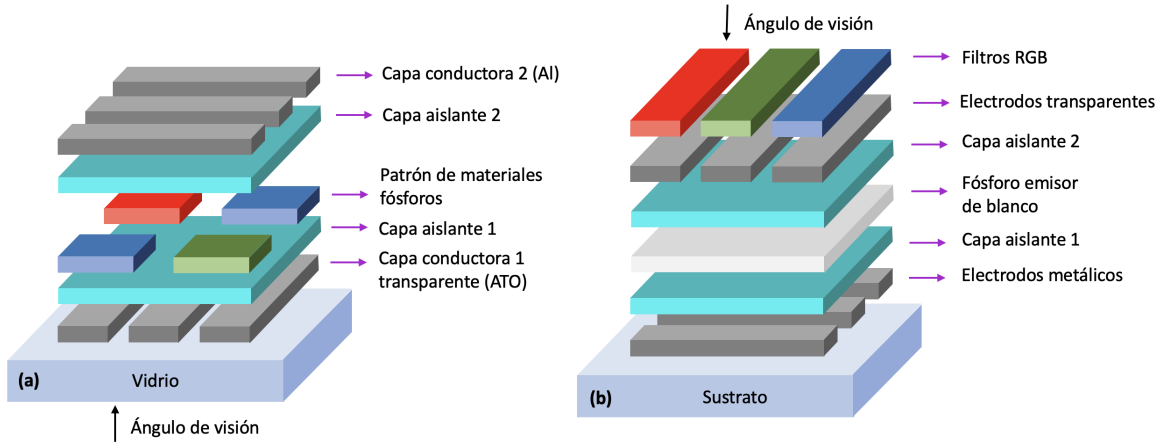 Capa conductora 2 (Al)
Capa aislante 2
Patrón de materiales
fósforos
Capa aislante 1
Capa conductora 1
transparente (ATO)
(a)
Vidrio
Ángulo de visión
Ángulo de visión
Filtros RGB
Electrodos transparentes
Capa aislante 2
Fósforo emisor
de blanco
Capa aislante 1
Electrodos metálicos
(b)
Sustrato